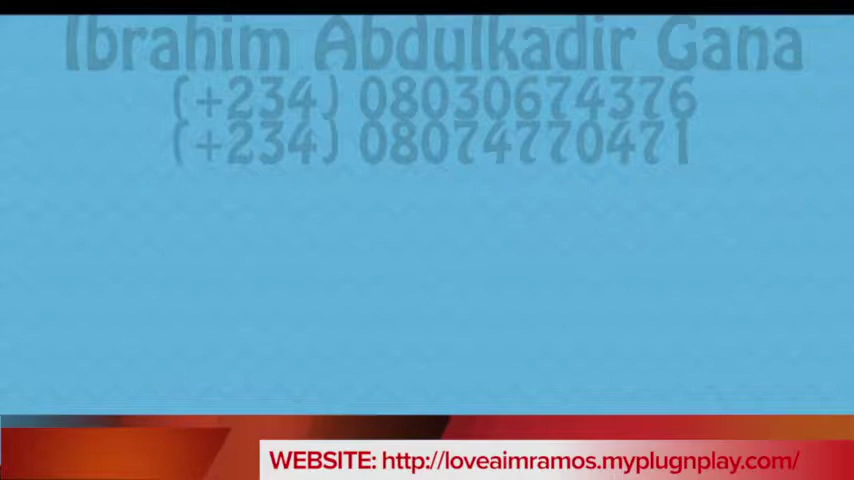 Ibrahim Abdulkadir Gana
(+234) 08030674376
(+234) 08074770471
WEBSITE: http://loveaimramos.myplugnplay.com/